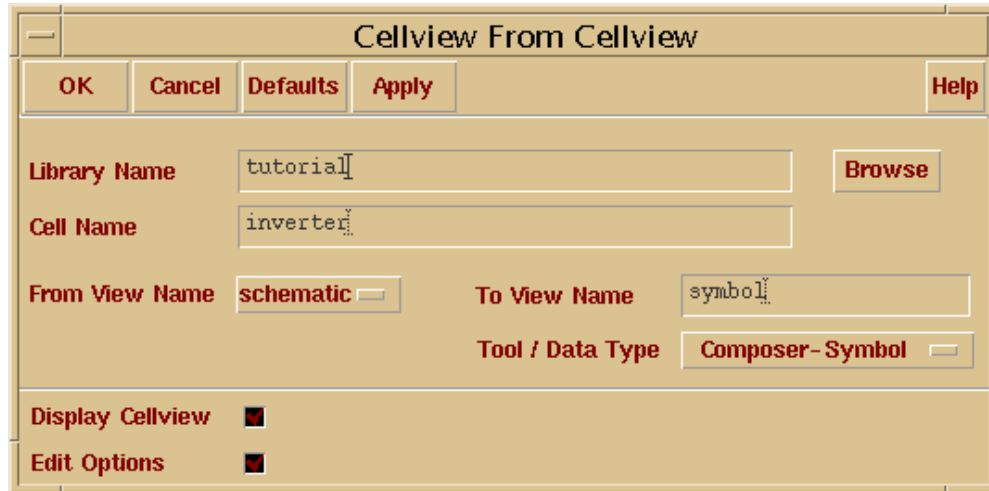 Cellview From Cellview
OK Cancel Defaults Apply Help
Library Name tutorial Browse
Cell Name inverter
From View Name schematic To View Name symbol
Tool / Data Type Composer-Symbol
Display Cellview
Edit Options